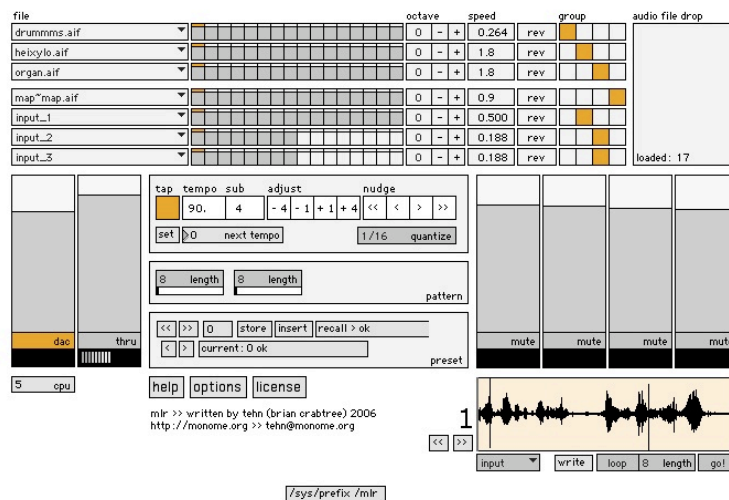 file octave speed group audio file drop
drummms.aif 0 - + 0.264 rev
heixylo.aif 0 - + 1.8 rev
organ.aif 0 - + 1.8 rev
map~map.aif 0 - + 0.9 rev
input_1 0 - + 0.500 rev
input_2 0 - + 0.188 rev
input_3 0 - + 0.188 rev
loaded: 17
tap tempo sub adjust nudge
90. 4 - 4 - 1 + 1 + 4 << < > >>
set 0 next tempo 1/16 quantize
8 length 8 length
pattern
<< >> 0 store insert recall > ok
< > current: 0 ok
preset
dac thru mute mute mute mute
5 cpu
help options license
mlr >> written by tehn (brian crabtree) 2006
http://monome.org >> tehn@monome.org
1
<< >>
input write loop 8 length go!
/sys/prefix /mlr